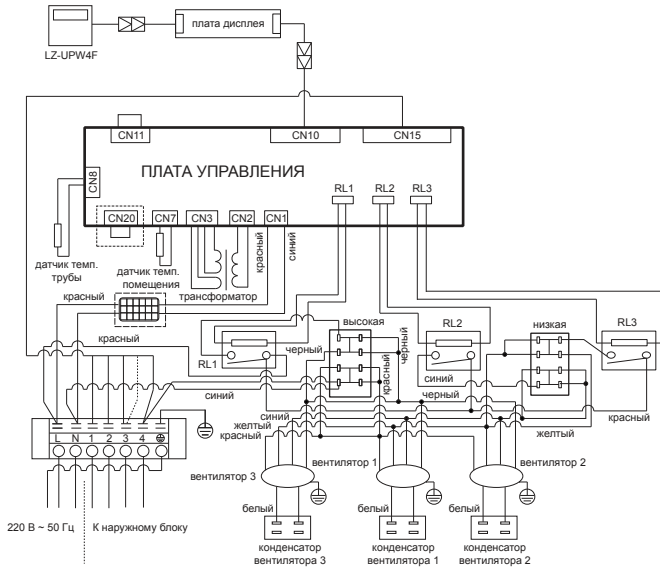 плата дисплея
LZ-UPW4F
CN11
CN10
CN15
ПЛАТА УПРАВЛЕНИЯ
CN8
RL1
RL2
RL3
CN20
CN7
CN3
CN2
CN1
красный
синий
датчик темп.
трубы
датчик темп.
помещения
трансформатор
красный
красный
высокая
черный
RL2
низкая
RL3
RL1
черный
красный
синий
синий
черный
красный
желтый
синий
красный
желтый
L
N
1
2
3
4
вентилятор 3
вентилятор 1
вентилятор 2
белый
белый
белый
220 В ~ 50 Гц
К наружному блоку
конденсатор
вентилятора 3
конденсатор
вентилятора 1
конденсатор
вентилятора 2